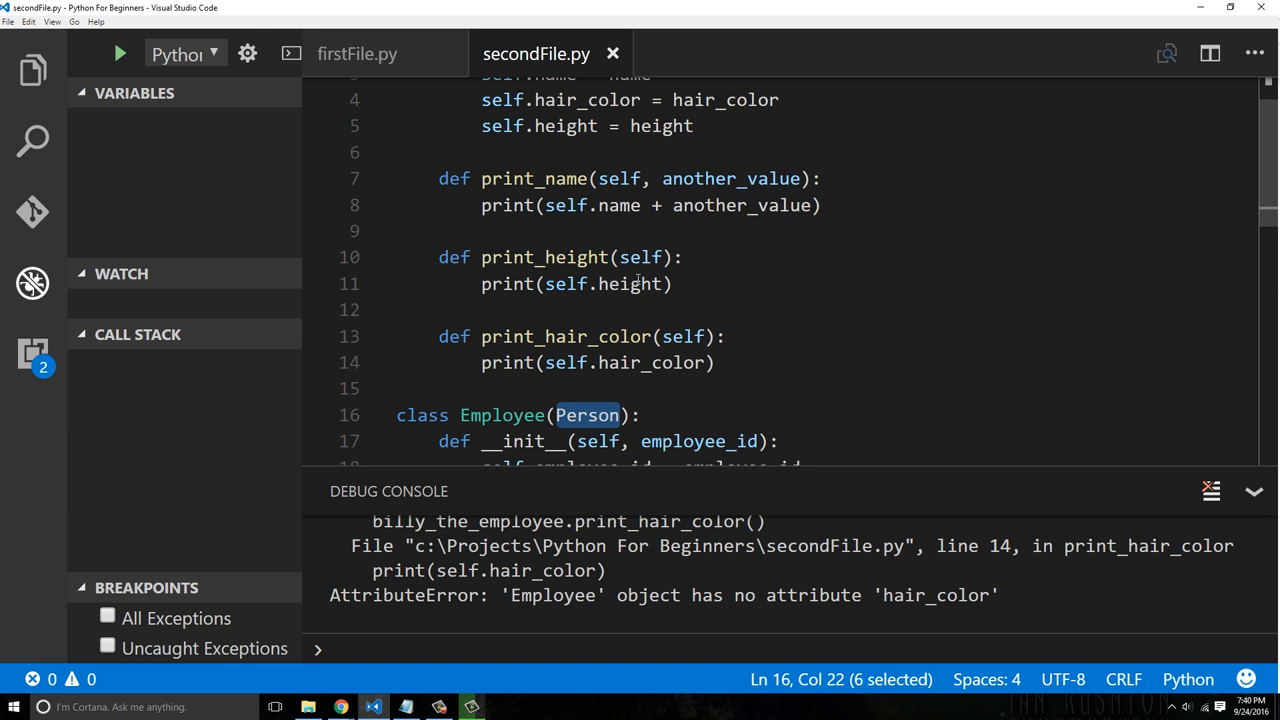 secondFile.py - Python For Beginners - Visual Studio Code
File Edit View Go Help
Pythoı
firstFile.py
secondFile.py
VARIABLES
WATCH
CALL STACK
BREAKPOINTS
All Exceptions
Uncaught Exceptions
2
4 self.hair_color = hair_color
5 self.height = height
6
7 def print_name(self, another_value):
8 print(self.name + another_value)
9
10 def print_height(self):
11 print(self.height)
12
13 def print_hair_color(self):
14 print(self.hair_color)
15
16 class Employee(Person):
17 def __init__(self, employee_id):
DEBUG CONSOLE
billy_the_employee.print_hair_color()
File "c:\Projects\Python For Beginners\secondFile.py", line 14, in print_hair_color
print(self.hair_color)
AttributeError: 'Employee' object has no attribute 'hair_color'
0 0
Ln 16, Col 22 (6 selected) Spaces: 4 UTF-8 CRLF Python
I'm Cortana. Ask me anything.
7:40 PM
9/24/2016